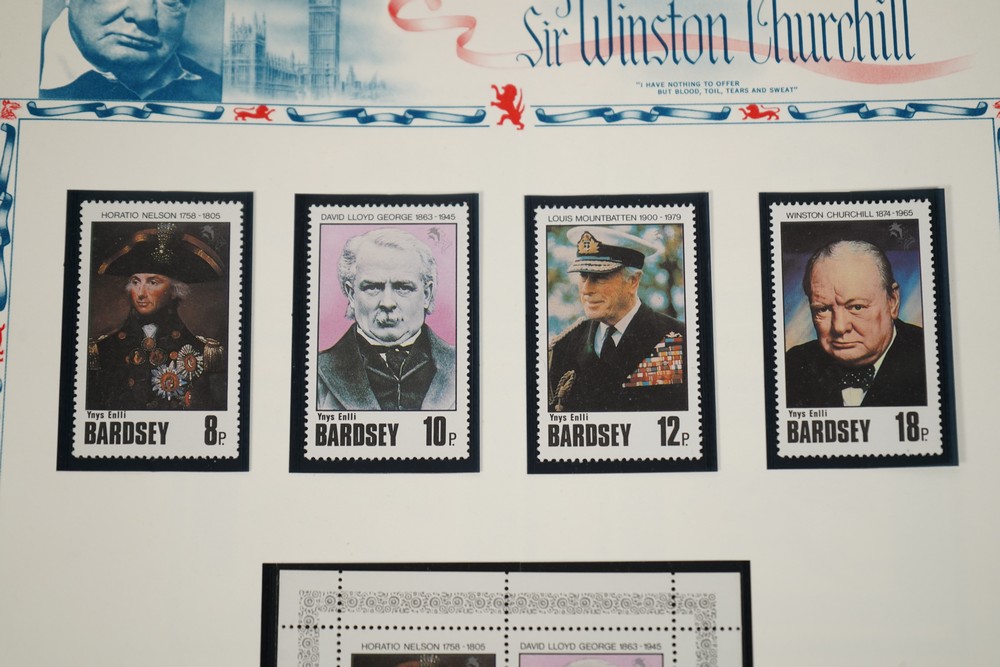 Sir Winston Churchill
"I HAVE NOTHING TO OFFER
BUT BLOOD, TOIL, TEARS AND SWEAT"
HORATIO NELSON 1758 - 1805
Ynys Enlli
BARDSEY 8P.
DAVID LLOYD GEORGE 1863 - 1945
Ynys Enlli
BARDSEY 10P.
LOUIS MOUNTBATTEN 1900 - 1979
Ynys Enlli
BARDSEY 12P.
WINSTON CHURCHILL 1874 - 1965
Ynys Enlli
BARDSEY 18P.
HORATIO NELSON 1758 - 1805
DAVID LLOYD GEORGE 1863 - 1945